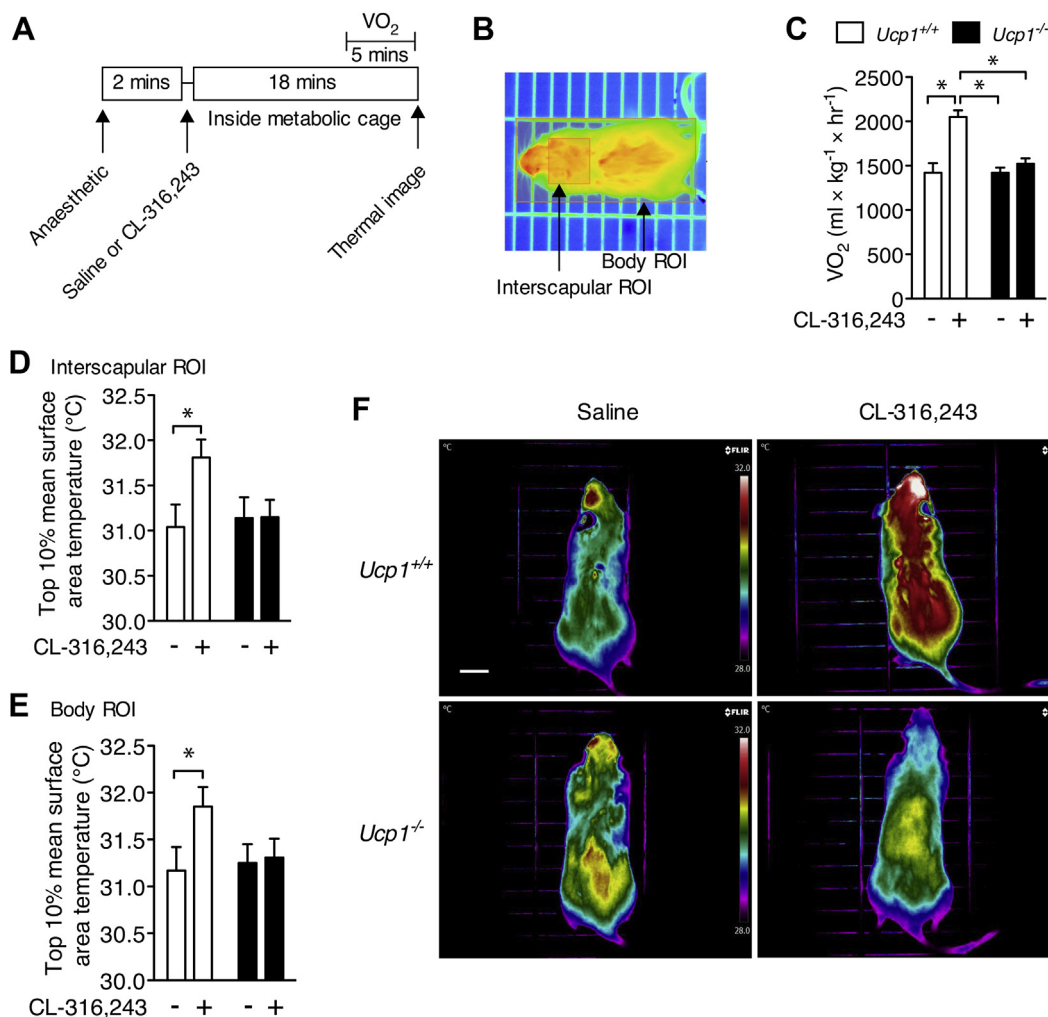 A
VO2
5 mins
2 mins
18 mins
Inside metabolic cage
Anaesthetic
Saline or CL-316,243
Thermal image
B
Body ROI
Interscapular ROI
C
Ucp1+/+ Ucp1-/-
* * *
2500
2000
1500
1000
500
0
VO2 (ml × kg-1 × hr-1)
CL-316,243 - + - +
D Interscapular ROI
32.5
32.0
31.5
31.0
30.5
30.0
Top 10% mean surface
area temperature (°C)
*
CL-316,243 - + - +
E Body ROI
32.5
32.0
31.5
31.0
30.5
30.0
Top 10% mean surface
area temperature (°C)
*
CL-316,243 - + - +
F
Saline CL-316,243
Ucp1+/+
°C FLIR 32.0 28.0
°C
Ucp1-/-
°C FLIR 32.0 28.0
°C